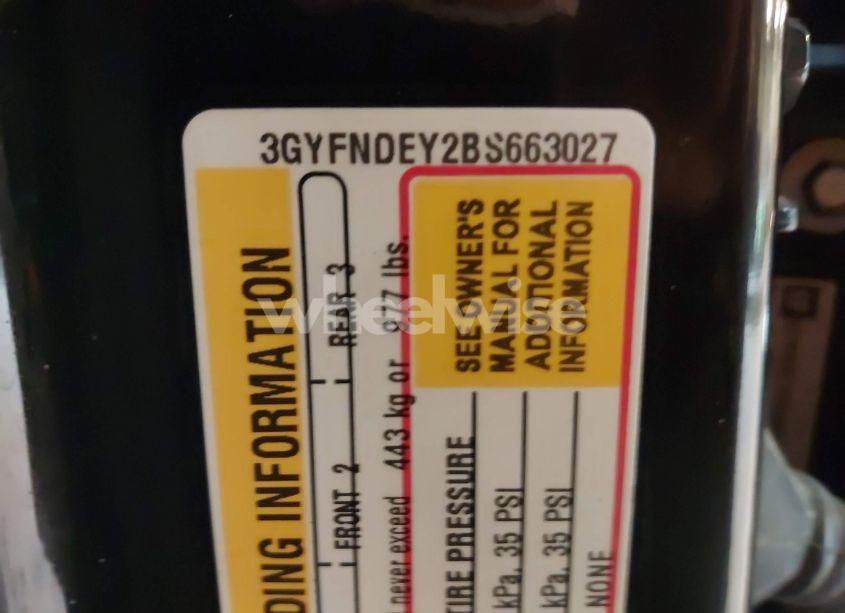 3GYFNDEY2BS663027
DING INFORMATION
FRONT 2 REAR 3
never exceed 443 kg or 977 lbs.
TIRE PRESSURE
kPa, 35 PSI
kPa, 35 PSI
NONE
SEE OWNER'S
MANUAL FOR
ADDITIONAL
INFORMATION
wheelwise